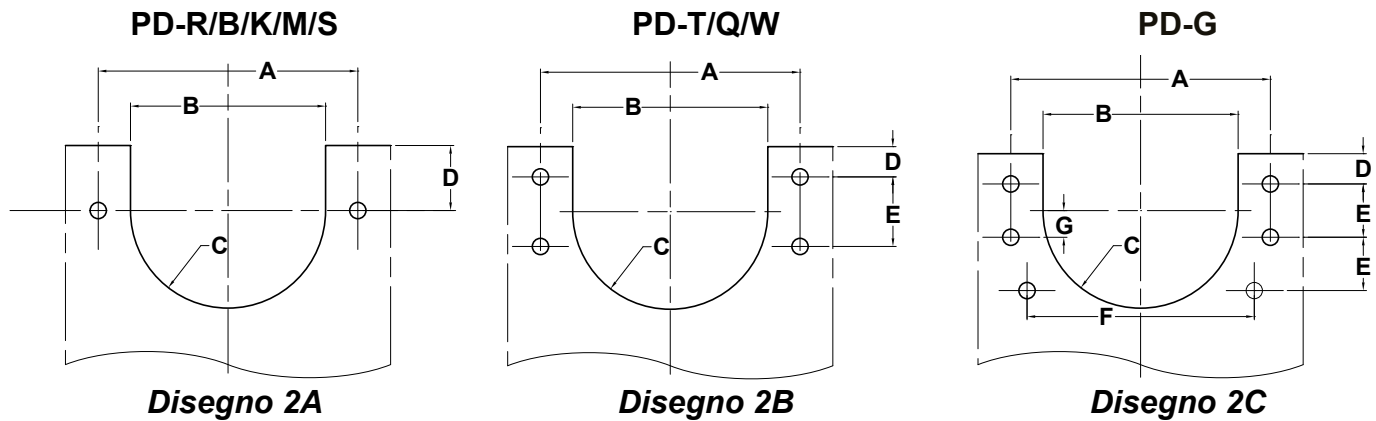 PD-R/B/K/M/S
A
B
D
C
Disegno 2A
PD-T/Q/W
A
B
D
E
C
Disegno 2B
PD-G
A
B
D
E
G
C
E
F
Disegno 2C